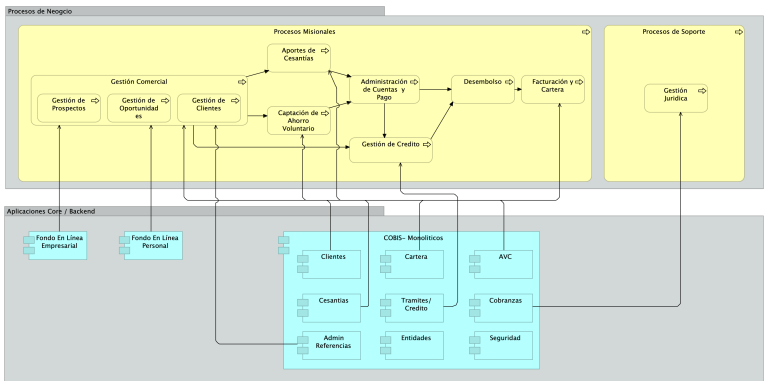 Procesos de Neogcio
Procesos Misionales
Procesos de Soporte
Aportes de
Cesantías
Gestión Comercial
Gestión de
Prospectos
Gestión de
Oportunidad
es
Gestión de
Clientes
Captación de
Ahorro
Voluntario
Administración
de Cuentas y
Pago
Desembolso
Facturación y
Cartera
Gestión de Credito
Gestión
Juridica
Aplicaciones Core / Backend
Fondo En Línea
Empresarial
Fondo En Línea
Personal
COBIS- Monolíticos
Clientes
Cartera
AVC
Cesantias
Tramites/
Credito
Cobranzas
Admin
Referencias
Entidades
Seguridad